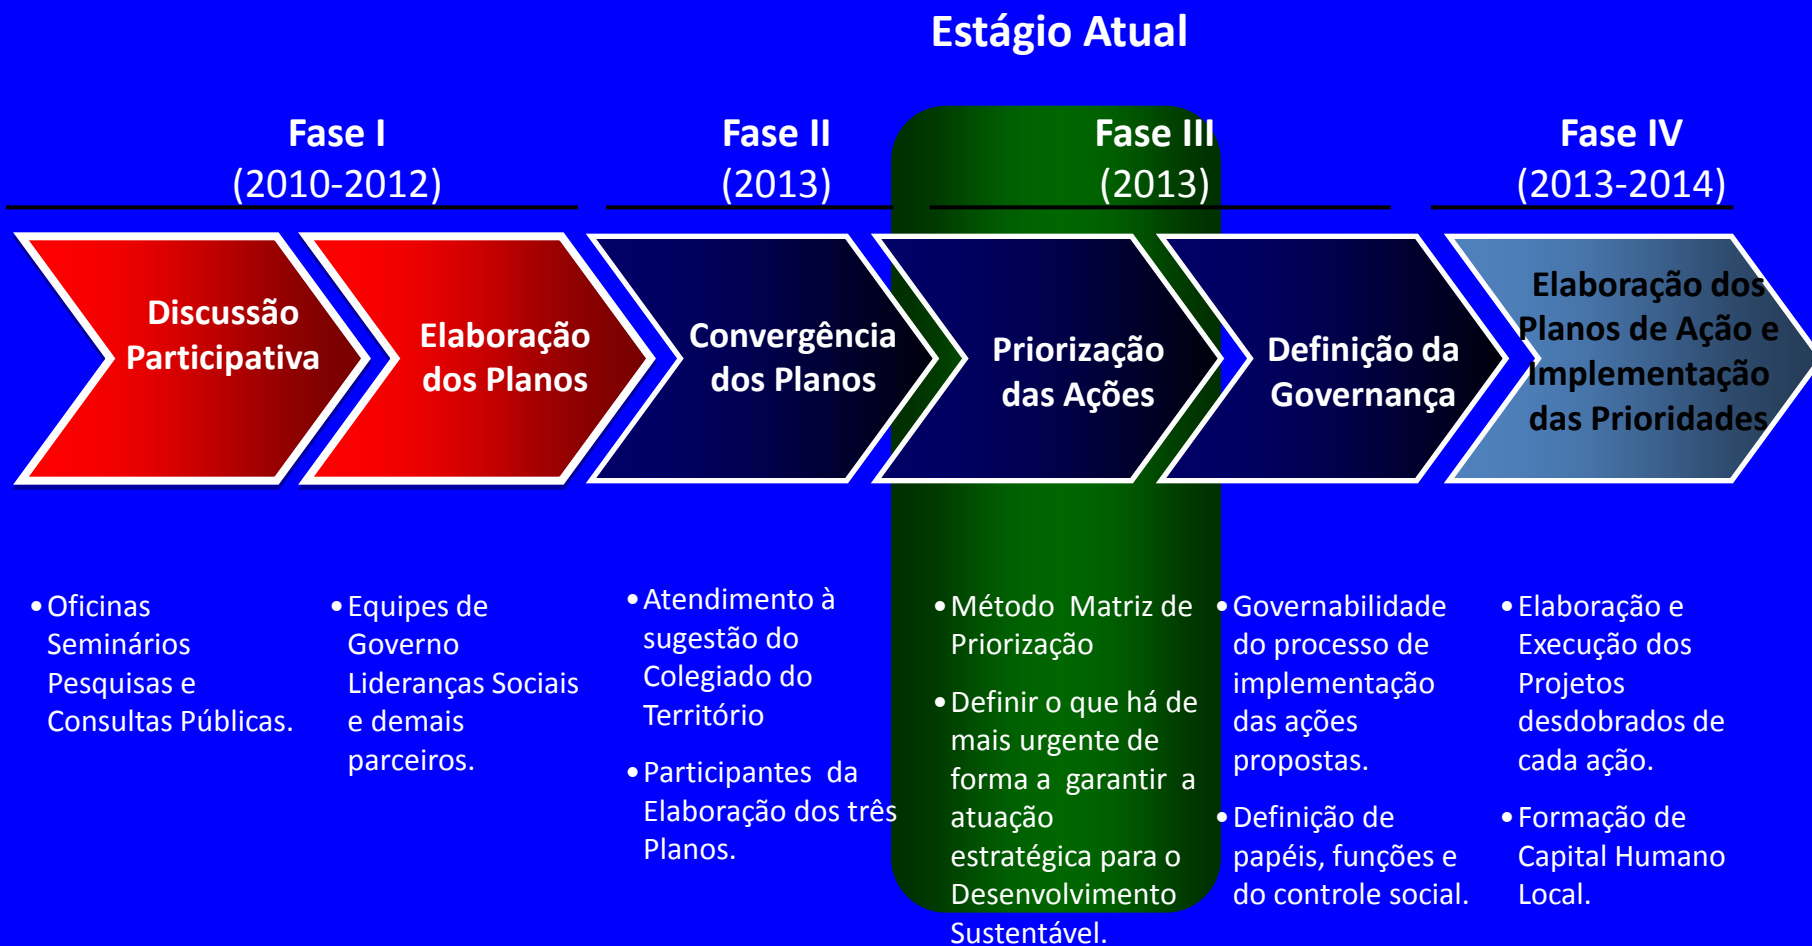 Estágio Atual
Fase I
(2010-2012)
Fase II
(2013)
Fase III
(2013)
Fase IV
(2013-2014)
Discussão
Participativa
Elaboração
dos Planos
Convergência
dos Planos
Priorização
das Ações
Definição da
Governança
Elaboração dos
Planos de Ação e
Implementação
das Prioridades
•Oficinas
Seminários
Pesquisas e
Consultas Públicas.
•Equipes de
Governo
Lideranças Sociais
e demais
parceiros.
•Atendimento à
sugestão do
Colegiado do
Território
•Participantes da
Elaboração dos três
Planos.
•Método Matriz de
Priorização
•Definir o que há de
mais urgente de
forma a garantir a
atuação
estratégica para o
Desenvolvimento
Sustentável.
•Governabilidade
do processo de
implementação
das ações
propostas.
•Definição de
papéis, funções e
do controle social.
•Elaboração e
Execução dos
Projetos
desdobrados de
cada ação.
•Formação de
Capital Humano
Local.